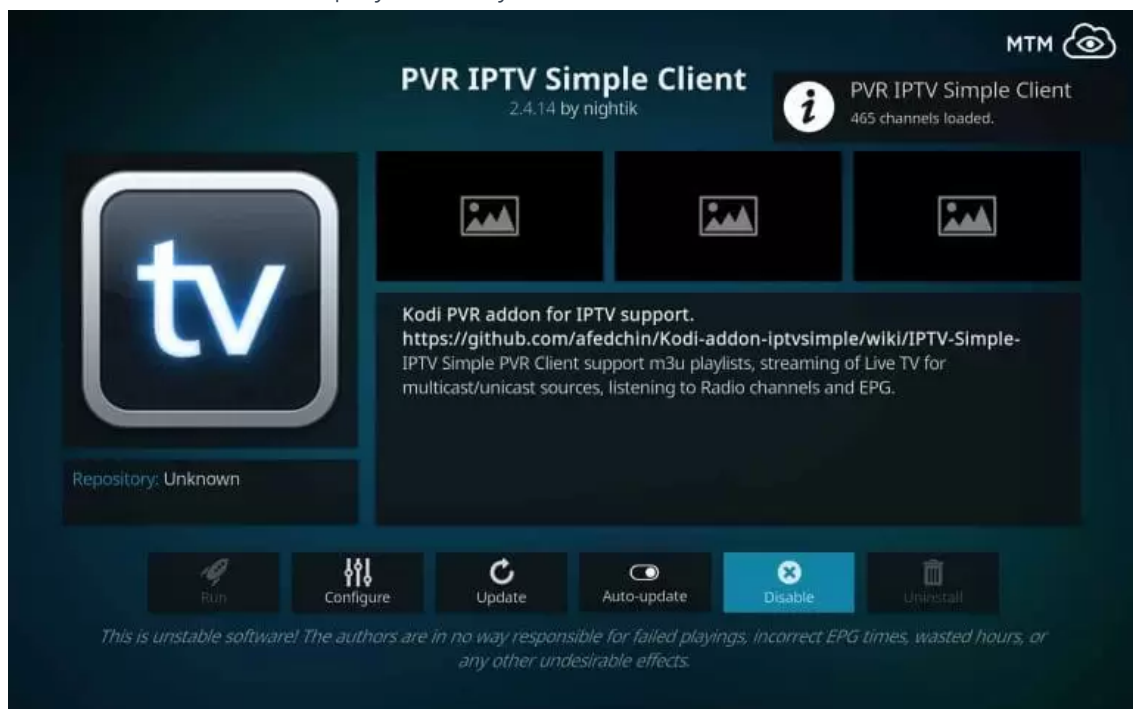 MTM
PVR IPTV Simple Client
2.4.14 by nightik
PVR IPTV Simple Client
465 channels loaded.
tv
Kodi PVR addon for IPTV support.
https://github.com/afedchin/Kodi-addon-iptvsimple/wiki/IPTV-Simple-
IPTV Simple PVR Client support m3u playlists, streaming of Live TV for
multicast/unicast sources, listening to Radio channels and EPG.
Repository: Unknown
Run
Configure
Update
Auto-update
Disable
Uninstall
This is unstable software! The authors are in no way responsible for failed playings, incorrect EPG times, wasted hours, or
any other undesirable effects.